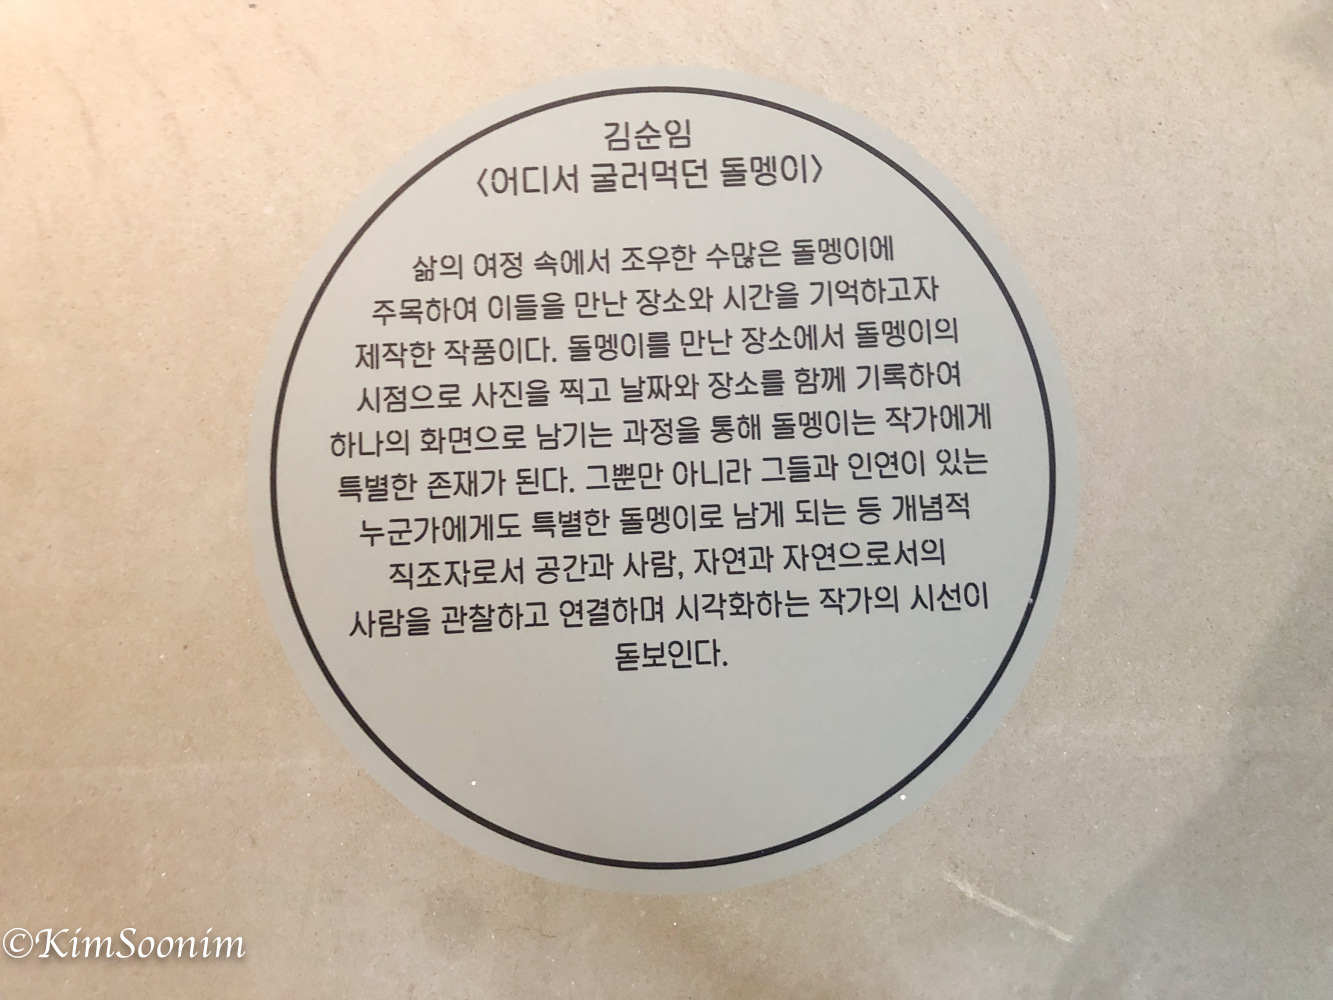 김순임
〈어디서 굴러먹던 돌멩이〉
삶의 여정 속에서 조우한 수많은 돌멩이에
주목하여 이들을 만난 장소와 시간을 기억하고자
제작한 작품이다. 돌멩이를 만난 장소에서 돌멩이의
시점으로 사진을 찍고 날짜와 장소를 함께 기록하여
하나의 화면으로 남기는 과정을 통해 돌멩이는 작가에게
특별한 존재가 된다. 그뿐만 아니라 그들과 인연이 있는
누군가에게도 특별한 돌멩이로 남게 되는 등 개념적
직조자로서 공간과 사람, 자연과 자연으로서의
사람을 관찰하고 연결하며 시각화하는 작가의 시선이
돋보인다.
©KimSoonim